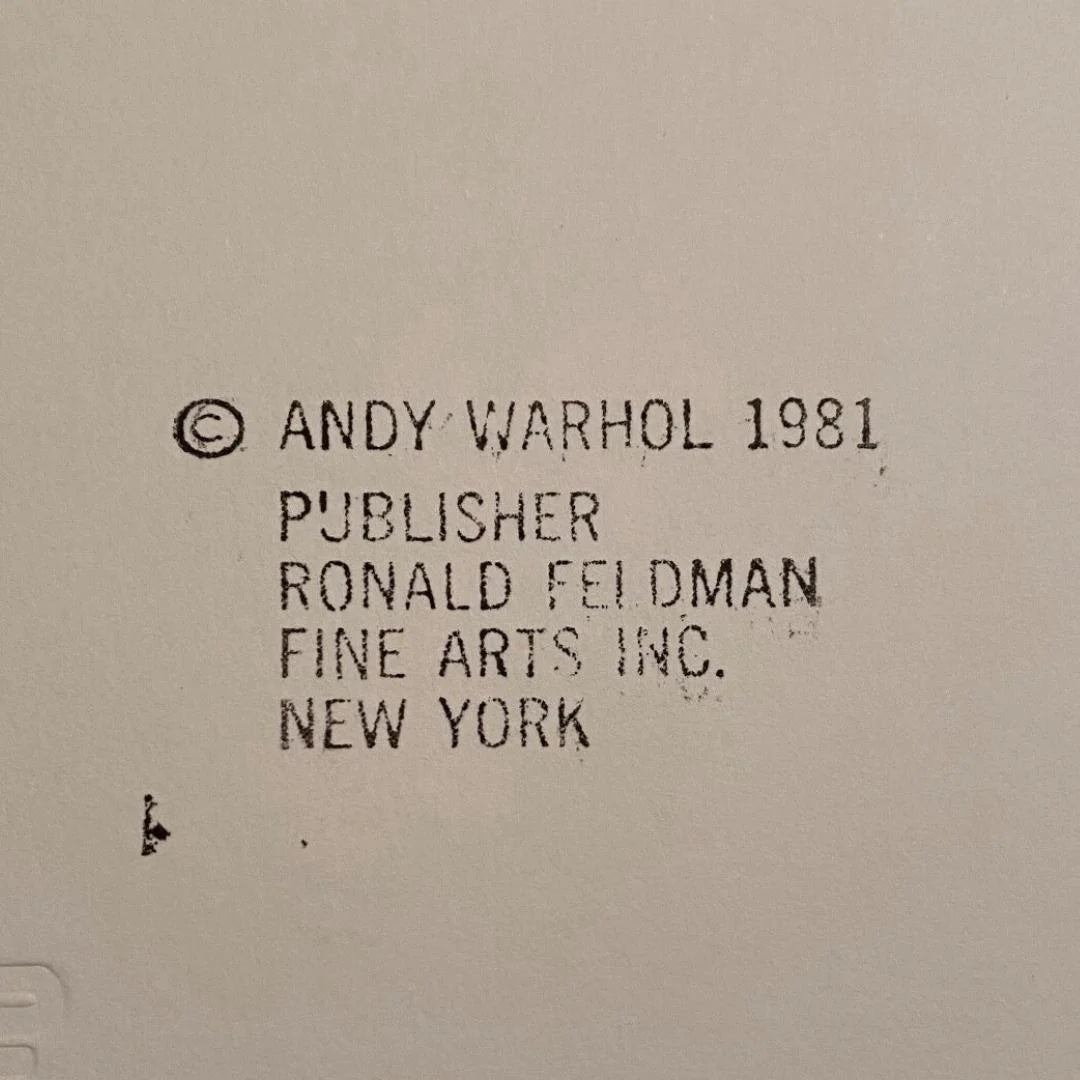 © ANDY WARHOL 1981
PUBLISHER
RONALD FELDMAN
FINE ARTS INC.
NEW YORK